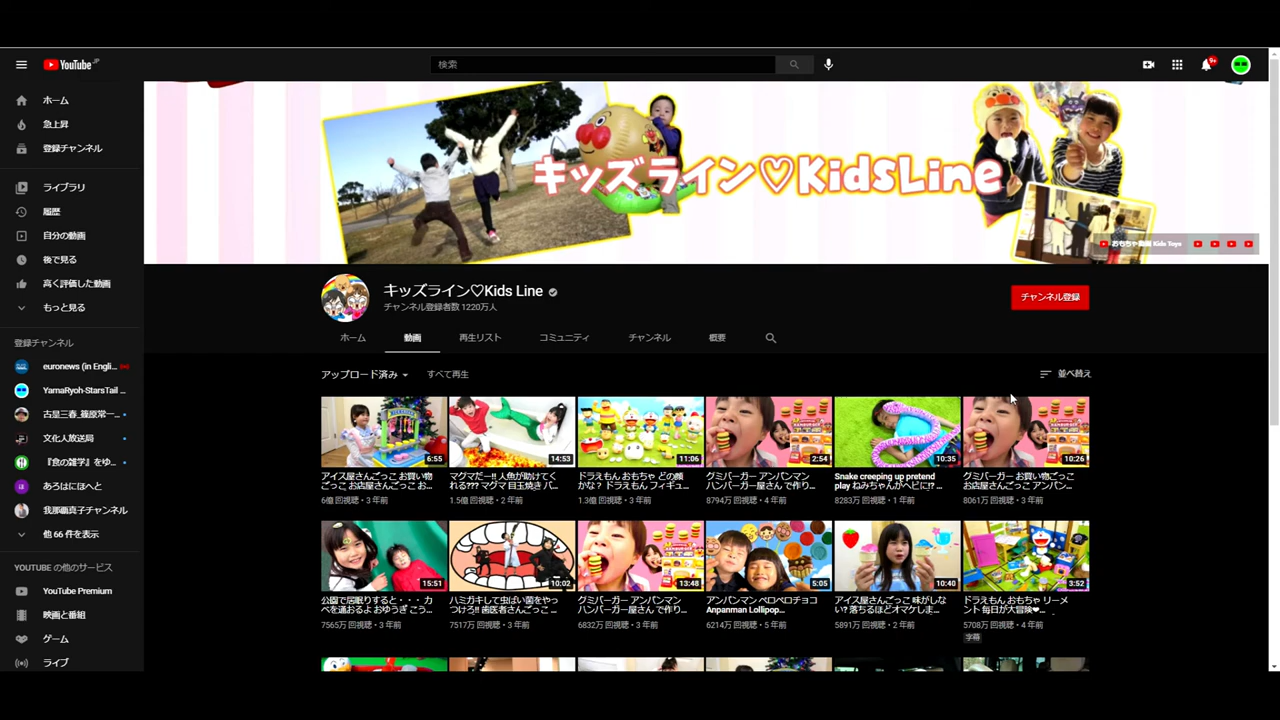 YouTube JP
検索
9+
ホーム
急上昇
登録チャンネル
ライブラリ
履歴
自分の動画
後で見る
高く評価した動画
もっと見る
登録チャンネル
euronews (in Engli...
YamaRyoh-StarsTail ...
古是三春_篠原常一...
文化人放送局
『食の雑学』をゆ...
あろはにほへと
我那覇真子チャンネル
他 66 件を表示
YOUTUBE の他のサービス
YouTube Premium
映画と番組
ゲーム
ライブ
キッズライン♡KidsLine
おもちゃ動画 Kids Toys
キッズライン♡Kids Line
チャンネル登録者数 1220万人
チャンネル登録
ホーム
動画
再生リスト
コミュニティ
チャンネル
概要
アップロード済み
すべて再生
並べ替え
6:55
14:53
11:06
2:54
10:35
10:26
アイス屋さんごっこ お買い物
ごっこ お店屋さんごっこ お...
6億 回視聴・3 年前
マグマだー!! 人魚が助けてく
れる??? マグマ 目玉焼き パ...
1.5億 回視聴・2 年前
ドラえもん おもちゃ どの顔
かな？ ドラえもん フィギュ...
1.3億 回視聴・3 年前
グミバーガー アンパンマン
ハンバーガー屋さん で作り...
8794万 回視聴・4 年前
Snake creeping up pretend
play ねみちゃんがヘビに!? ...
8283万 回視聴・1 年前
グミバーガー お買い物ごっこ
お店屋さんごっこ アンパン...
8061万 回視聴・3 年前
15:51
10:02
13:48
5:05
10:40
3:52
公園で居眠りすると・・・ カ
ベを通おるよ おゆうぎ こう...
7565万 回視聴・3 年前
ハミガキして虫ばい菌をやっ
つけろ!! 歯医者さんごっこ ...
7517万 回視聴・3 年前
グミバーガー アンパンマン
ハンバーガー屋さん で作り...
6832万 回視聴・3 年前
アンパンマン ペロペロチョコ
Anpanman Lollipop...
6214万 回視聴・5 年前
アイス屋さんごっこ 味がしな
い? 落ちるほどオマケしま...
5891万 回視聴・2 年前
ドラえもん おもちゃ リーメ
ント 毎日が大冒険❤...
5708万 回視聴・4 年前
字幕